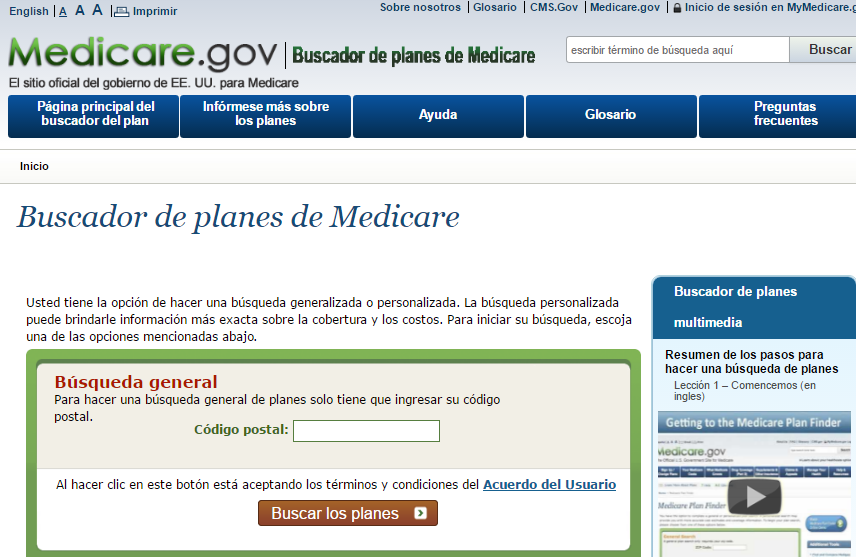 English | A A A | Imprimir
Sobre nosotros | Glosario | CMS.Gov | Medicare.gov | Inicio de sesión en MyMedicare.g
Medicare.gov | Buscador de planes de Medicare
El sitio oficial del gobierno de EE. UU. para Medicare
escribir término de búsqueda aquí
Buscar
Página principal del
buscador del plan
Infórmese más sobre
los planes
Ayuda
Glosario
Preguntas
frecuentes
Inicio
Buscador de planes de Medicare
Usted tiene la opción de hacer una búsqueda generalizada o personalizada. La búsqueda personalizada
puede brindarle información más exacta sobre la cobertura y los costos. Para iniciar su búsqueda, escoja
una de las opciones mencionadas abajo.
Búsqueda general
Para hacer una búsqueda general de planes solo tiene que ingresar su código
postal.
Código postal:
Al hacer clic en este botón está aceptando los términos y condiciones del Acuerdo del Usuario
Buscar los planes
Buscador de planes
multimedia
Resumen de los pasos para
hacer una búsqueda de planes
Lección 1 – Comencemos (en
ingles)
Getting to the Medicare Plan Finder
Medicare.gov
Medicare Plan Finder
General Search